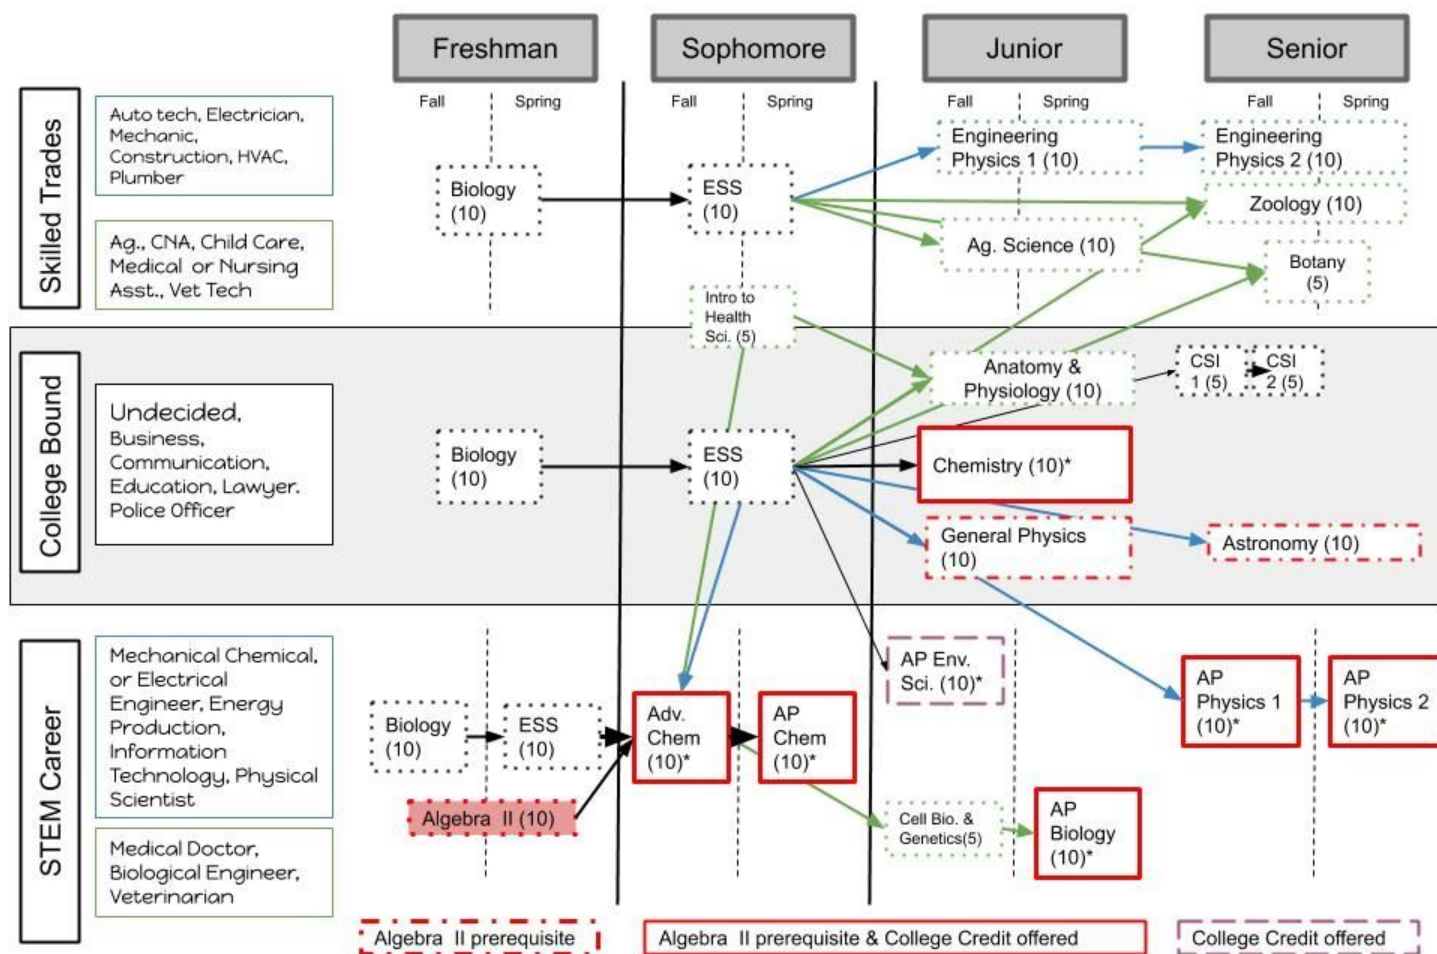 Freshman
Sophomore
Junior
Senior
Fall
Spring
Fall
Spring
Fall
Spring
Fall
Spring
Skilled Trades
Auto tech, Electrician,
Mechanic,
Construction, HVAC,
Plumber
Ag., CNA, Child Care,
Medical or Nursing
Asst., Vet Tech
Biology
(10)
ESS
(10)
Engineering
Physics 1 (10)
Engineering
Physics 2 (10)
Zoology (10)
Ag. Science (10)
Botany
(5)
Intro to
Health
Sci. (5)
College Bound
Undecided,
Business,
Communication,
Education, Lawyer.
Police Officer
Biology
(10)
ESS
(10)
Anatomy &
Physiology (10)
CSI
1 (5)
CSI
2 (5)
Chemistry (10)*
General Physics
(10)
Astronomy (10)
STEM Career
Mechanical Chemical,
or Electrical
Engineer, Energy
Production,
Information
Technology, Physical
Scientist
Medical Doctor,
Biological Engineer,
Veterinarian
Biology
(10)
ESS
(10)
Algebra II (10)
Adv.
Chem
(10)*
AP
Chem
(10)*
AP Env.
Sci. (10)*
Cell Bio. &
Genetics(5)
AP
Biology
(10)*
AP
Physics 1
(10)*
AP
Physics 2
(10)*
Algebra II prerequisite
Algebra II prerequisite & College Credit offered
College Credit offered